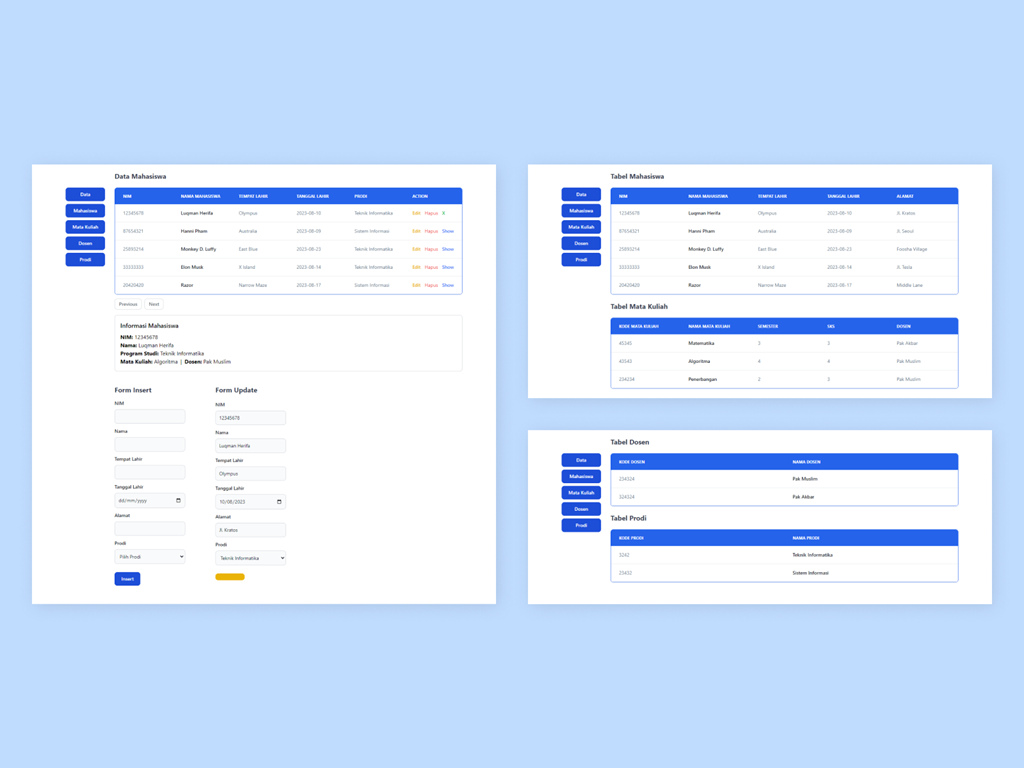 Data Mahasiswa
Data
Mahasiswa
Mata Kuliah
Dosen
Prodi
NIM NAMA MAHASISWA TEMPAT LAHIR TANGGAL LAHIR PRODI ACTION
12345678 Luqman Herifa Olympus 2023-08-10 Teknik Informatika Edit Hapus X
87654321 Hanni Pham Australia 2023-08-09 Sistem Informasi Edit Hapus Show
25893214 Monkey D. Luffy East Blue 2023-08-23 Teknik Informatika Edit Hapus Show
33333333 Elon Musk X Island 2023-08-14 Teknik Informatika Edit Hapus Show
20420420 Razor Narrow Maze 2023-08-17 Sistem Informasi Edit Hapus Show
Previous Next
Informasi Mahasiswa
NIM: 12345678
Nama: Luqman Herifa
Program Studi: Teknik Informatika
Mata Kuliah: Algoritma | Dosen: Pak Muslim
Form Insert
NIM
Nama
Tempat Lahir
Tanggal Lahir
dd/mm/yyyy
Alamat
Prodi
Pilih Prodi
Insert
Form Update
NIM
12345678
Nama
Luqman Herifa
Tempat Lahir
Olympus
Tanggal Lahir
10/08/2023
Alamat
Jl. Kratos
Prodi
Teknik Informatika
Tabel Mahasiswa
Data
Mahasiswa
Mata Kuliah
Dosen
Prodi
NIM NAMA MAHASISWA TEMPAT LAHIR TANGGAL LAHIR ALAMAT
12345678 Luqman Herifa Olympus 2023-08-10 Jl. Kratos
87654321 Hanni Pham Australia 2023-08-09 Jl. Seoul
25893214 Monkey D. Luffy East Blue 2023-08-23 Foosha Village
33333333 Elon Musk X Island 2023-08-14 Jl. Tesla
20420420 Razor Narrow Maze 2023-08-17 Middle Lane
Tabel Mata Kuliah
KODE MATA KULIAH NAMA MATA KULIAH SEMESTER SKS DOSEN
45345 Matematika 3 3 Pak Akbar
43543 Algoritma 4 4 Pak Muslim
234234 Penerbangan 2 3 Pak Muslim
Tabel Dosen
Data
Mahasiswa
Mata Kuliah
Dosen
Prodi
KODE DOSEN NAMA DOSEN
234324 Pak Muslim
324324 Pak Akbar
Tabel Prodi
KODE PRODI NAMA PRODI
3242 Teknik Informatika
23432 Sistem Informasi